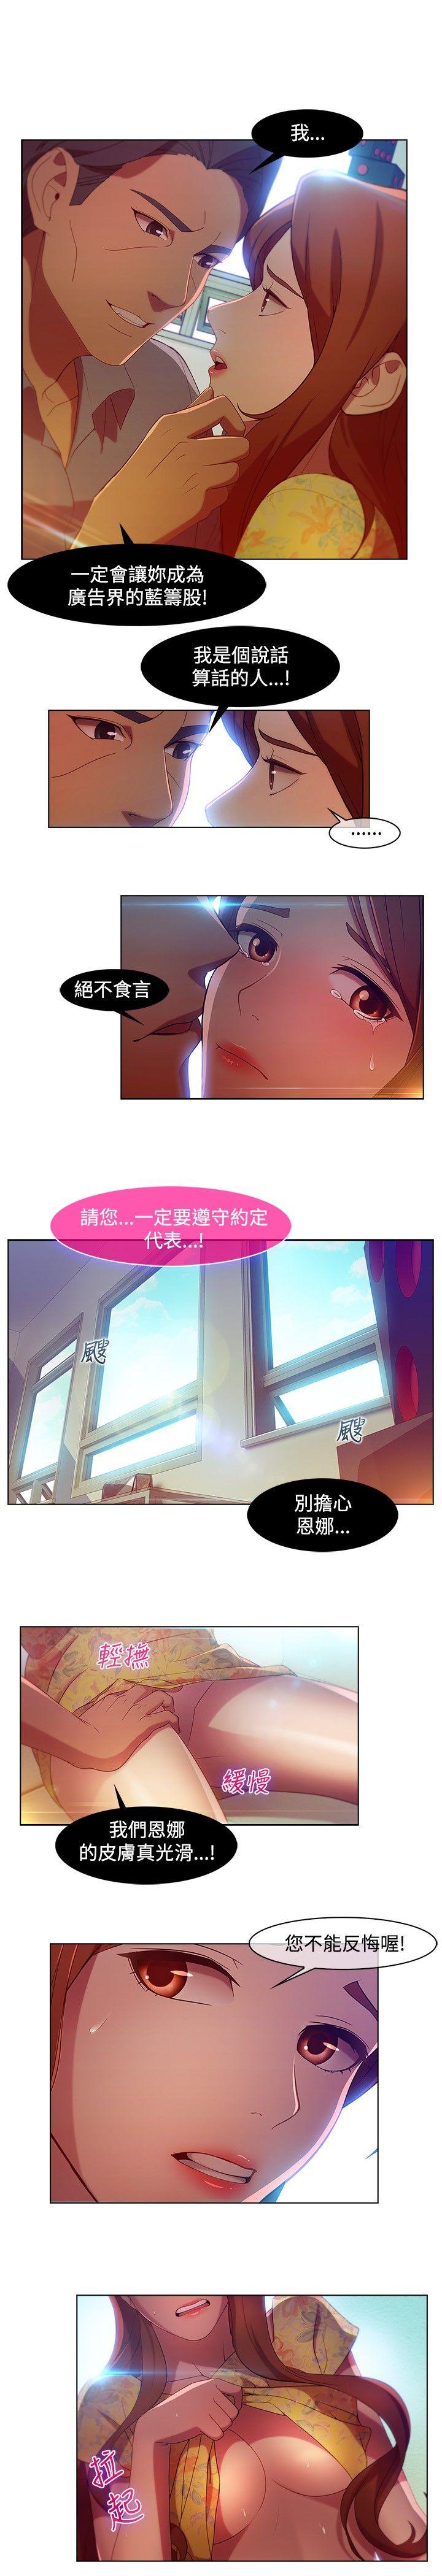 我...
一定會讓妳成為
廣告界的藍籌股!
我是個說話
算話的人...!
......
絕不食言
請您...一定要遵守約定
代表...!
颼
颼
別擔心
恩娜...
輕撫
緩慢
我們恩娜
的皮膚真光滑...!
您不能反悔喔!
拉起